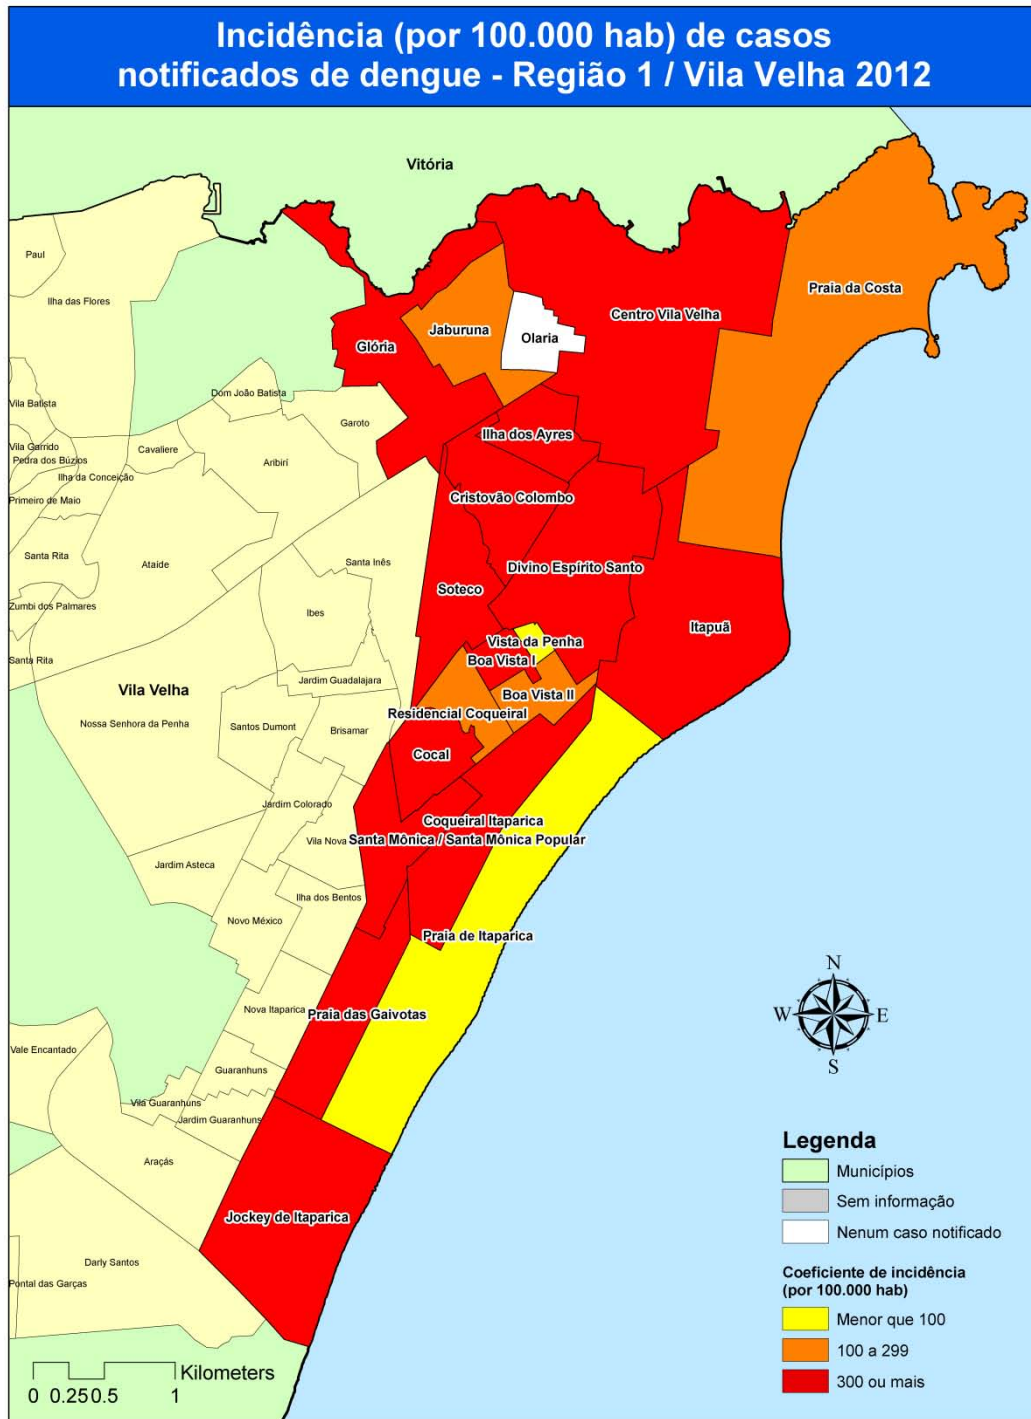 Incidência (por 100.000 hab) de casos
notificados de dengue - Região 1 / Vila Velha 2012
Vitória
Paul
Ilha das Flores
Praia da Costa
Centro Vila Velha
Jaburuna
Olaria
Glória
Dom João Batista
Vila Batista
Garoto
Ilha dos Ayres
Vila Garrido
Cavaliere
Pedra dos Búzios
Aribirí
Ilha da Conceição
Cristovão Colombo
Primeiro de Maio
Santa Rita
Ataíde
Santa Inês
Divino Espírito Santo
Soteco
Zumbi dos Palmares
Ibes
Itapuã
Vista da Penha
Santa Rita
Boa Vista I
Jardim Guadalajara
Vila Velha
Boa Vista II
Nossa Senhora da Penha
Santos Dumont
Brisamar
Residencial Coqueiral
Cocal
Jardim Colorado
Coqueiral Itaparica
Vila Nova
Santa Mônica / Santa Mônica Popular
Jardim Asteca
Ilha dos Bentos
Novo México
Praia de Itaparica
Nova Itaparica
Praia das Gaivotas
Vale Encantado
Guaranhuns
Vila Guaranhuns
Jardim Guaranhuns
Araçás
Jockey de Itaparica
Darly Santos
Pontal das Garças
N
W
E
S
Legenda
Municípios
Sem informação
Nenum caso notificado
Coeficiente de incidência
(por 100.000 hab)
Menor que 100
100 a 299
300 ou mais
Kilometers
0 0.25 0.5 1